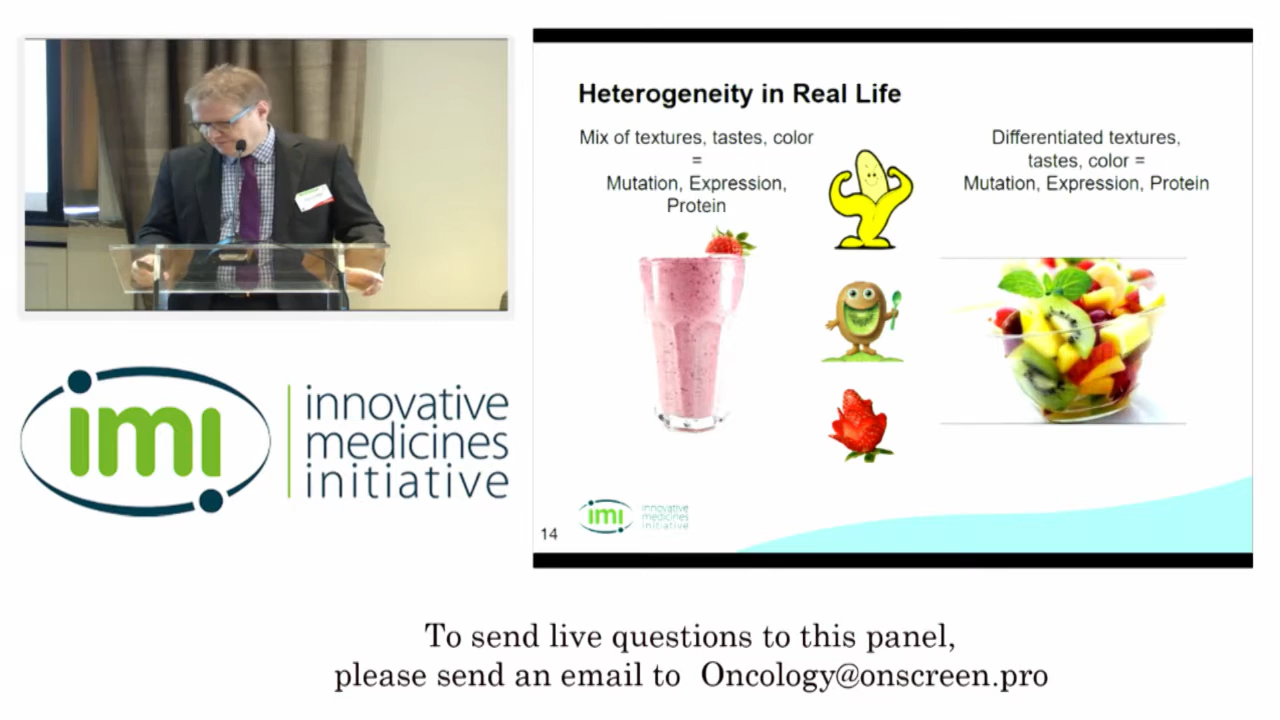 Heterogeneity in Real Life
Mix of textures, tastes, color
=
Mutation, Expression,
Protein
Differentiated textures,
tastes, color =
Mutation, Expression, Protein
imi
innovative
medicines
initiative
14
imi
innovative
medicines
initiative
To send live questions to this panel,
please send an email to Oncology@onscreen.pro